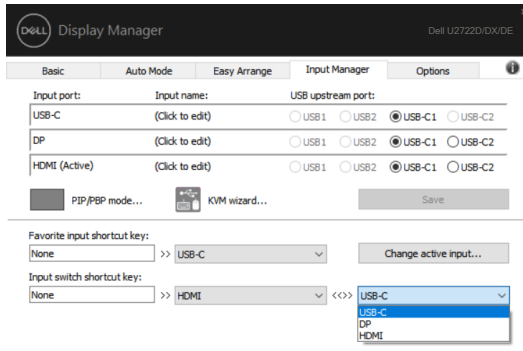 DELL Display Manager Dell U2722D/DX/DE
Basic Auto Mode Easy Arrange Input Manager Options
Input port: Input name: USB upstream port:
USB-C (Click to edit) USB1 USB2 USB-C1 USB-C2
DP (Click to edit) USB1 USB2 USB-C1 USB-C2
HDMI (Active) (Click to edit) USB1 USB2 USB-C1 USB-C2
PIP/PBP mode... KVM wizard... Save
Favorite input shortcut key:
None >> USB-C Change active input...
Input switch shortcut key:
None >> HDMI <<>> USB-C
USB-C
DP
HDMI